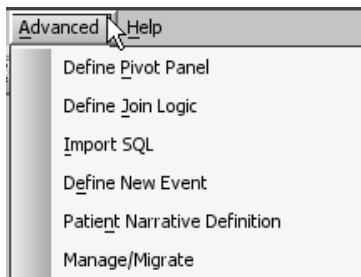 Advanced Help
Define Pivot Panel
Define Join Logic
Import SQL
Define New Event
Patient Narrative Definition
Manage/Migrate